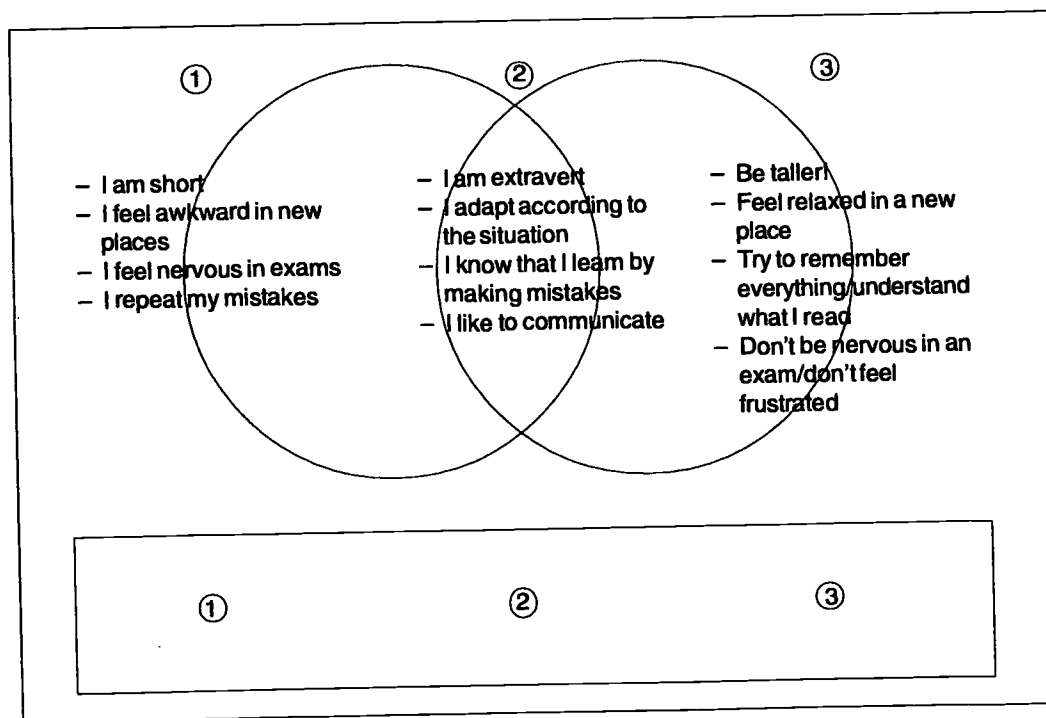 ① ② ③
– I am short
– I feel awkward in new
places
– I feel nervous in exams
– I repeat my mistakes
– I am extravert
– I adapt according to
the situation
– I know that I learn by
making mistakes
– I like to communicate
– Be taller!
– Feel relaxed in a new
place
– Try to remember
everything/understand
what I read
– Don't be nervous in an
exam/don't feel
frustrated
① ② ③